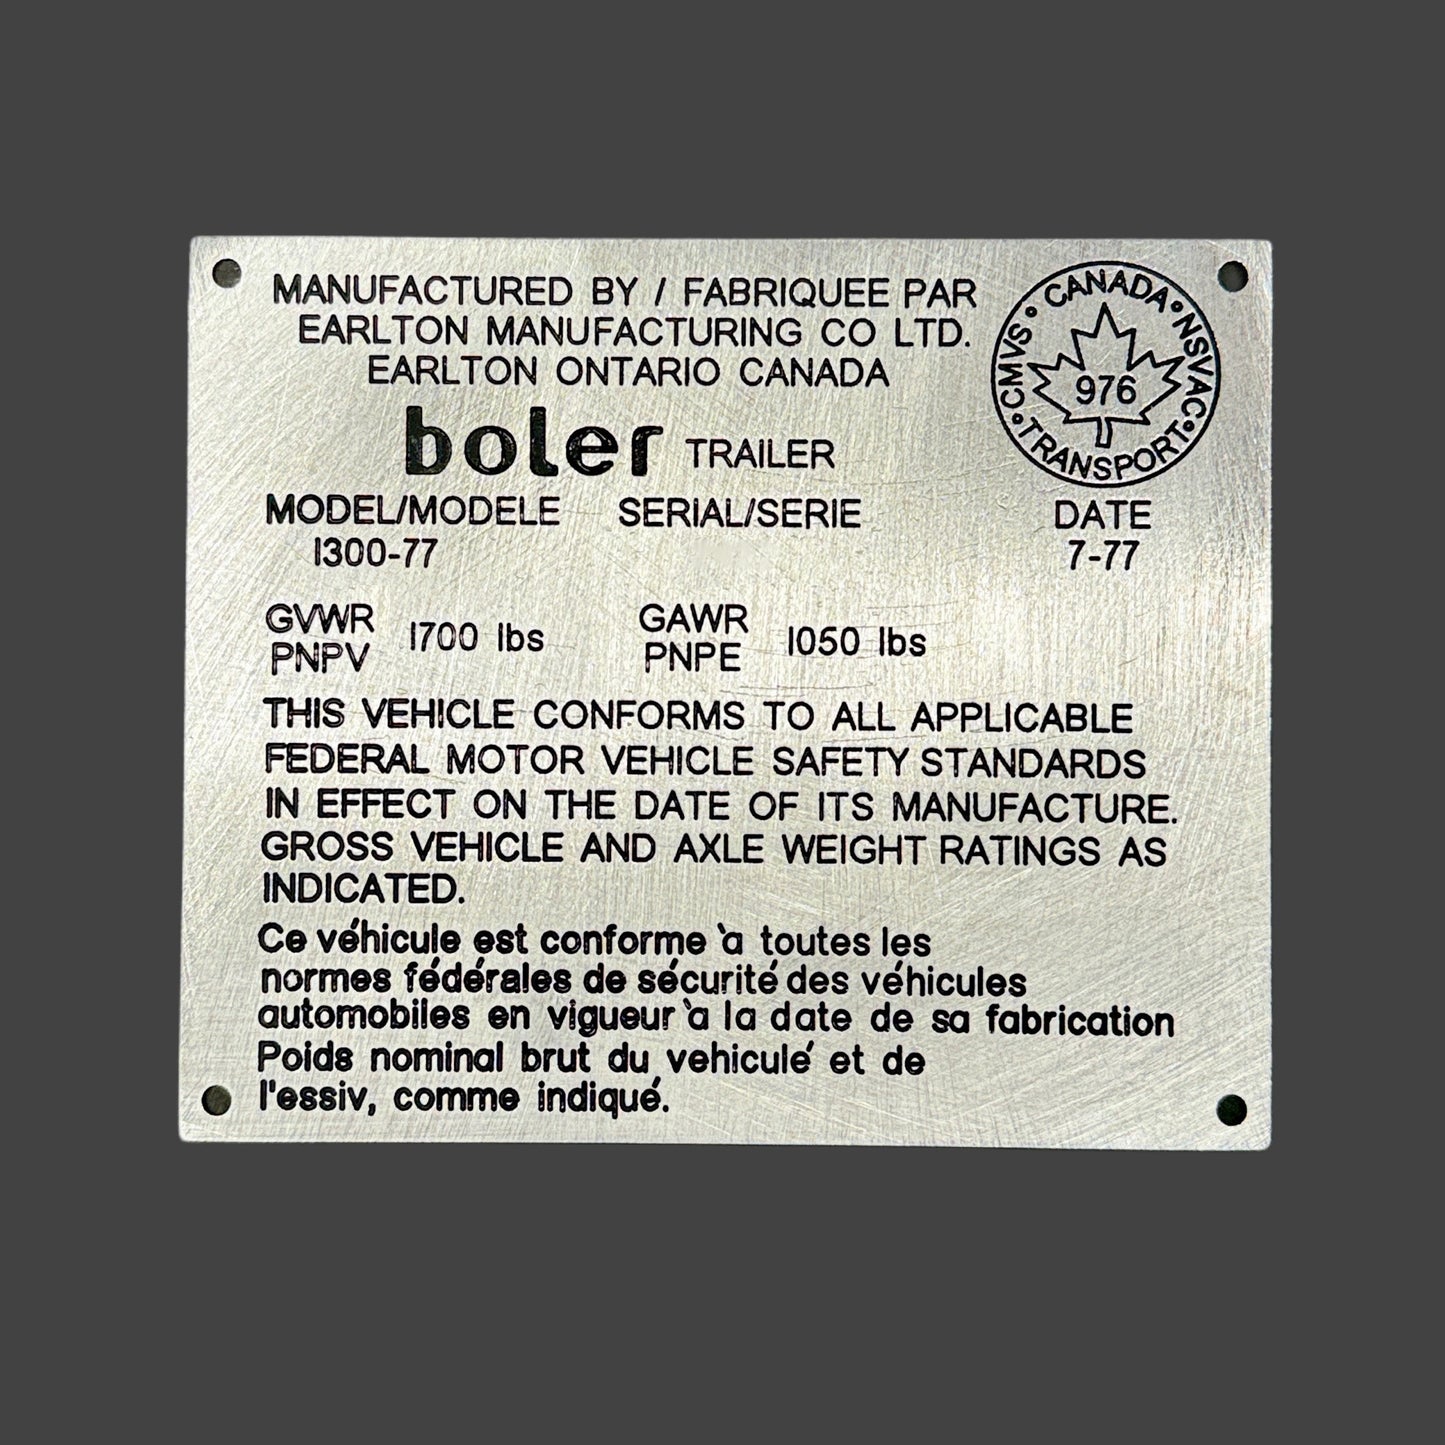 MANUFACTURED BY / FABRIQUEE PAR
EARLTON MANUFACTURING CO LTD.
EARLTON ONTARIO CANADA
CANADA • NSVAC • TRANSPORT • CMVS •
976
boler TRAILER
MODEL/MODELE SERIAL/SERIE DATE
1300-77 7-77
GVWR 1700 lbs GAWR 1050 lbs
PNPV PNPE
THIS VEHICLE CONFORMS TO ALL APPLICABLE
FEDERAL MOTOR VEHICLE SAFETY STANDARDS
IN EFFECT ON THE DATE OF ITS MANUFACTURE.
GROSS VEHICLE AND AXLE WEIGHT RATINGS AS
INDICATED.
Ce véhicule est conforme `a toutes les
normes fédérales de sécurité des véhicules
automobiles en vigueur `a la date de sa fabrication
Poids nominal brut du vehiculé et de
l'essiv, comme indiqué.